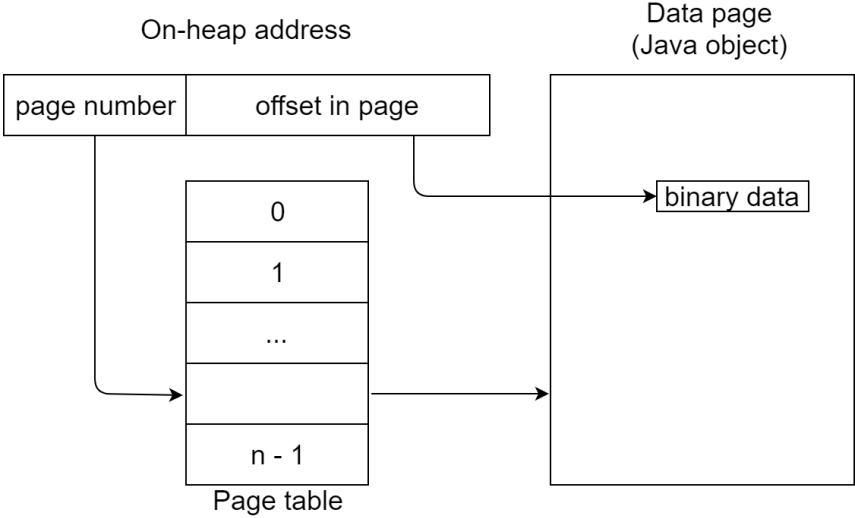 On-heap address
Data page
(Java object)
page number
offset in page
0
1
...
n - 1
Page table
binary data